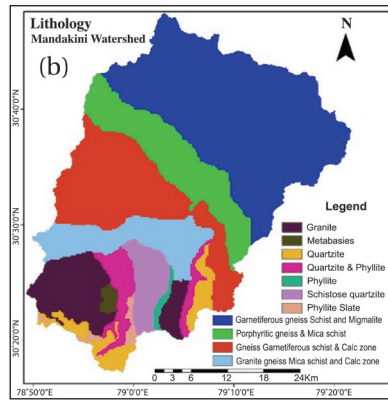 Lithology
Mandakini Watershed
(b)
N
30°40'0"N
30°30'0"N
30°20'0"N
Legend
Granite
Metabasies
Quartzite
Quartzite & Phyllite
Phyllite
Schistose quartzite
Phyllite Slate
Garnetiferous gneiss Schist and Migmalite
Porphyritic gneiss & Mica schist
Gneiss Garnetiferous schist & Calc zone
Granite gneiss Mica schist and Calc zone
0 3 6 12 18 24Km
78°50'0"E 79°0'0"E 79°10'0"E 79°20'0"E